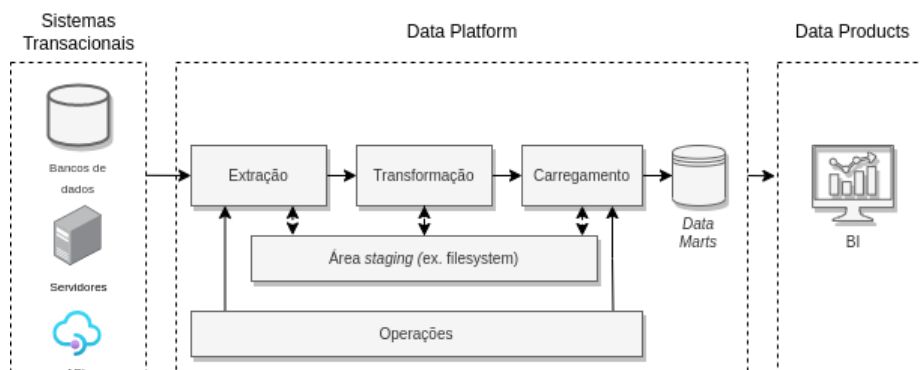 Sistemas
Transacionais
Data Platform
Data Products
Bancos de
dados
Servidores
Extração
Transformação
Carregamento
Data
Marts
Área staging (ex. filesystem)
Operações
BI